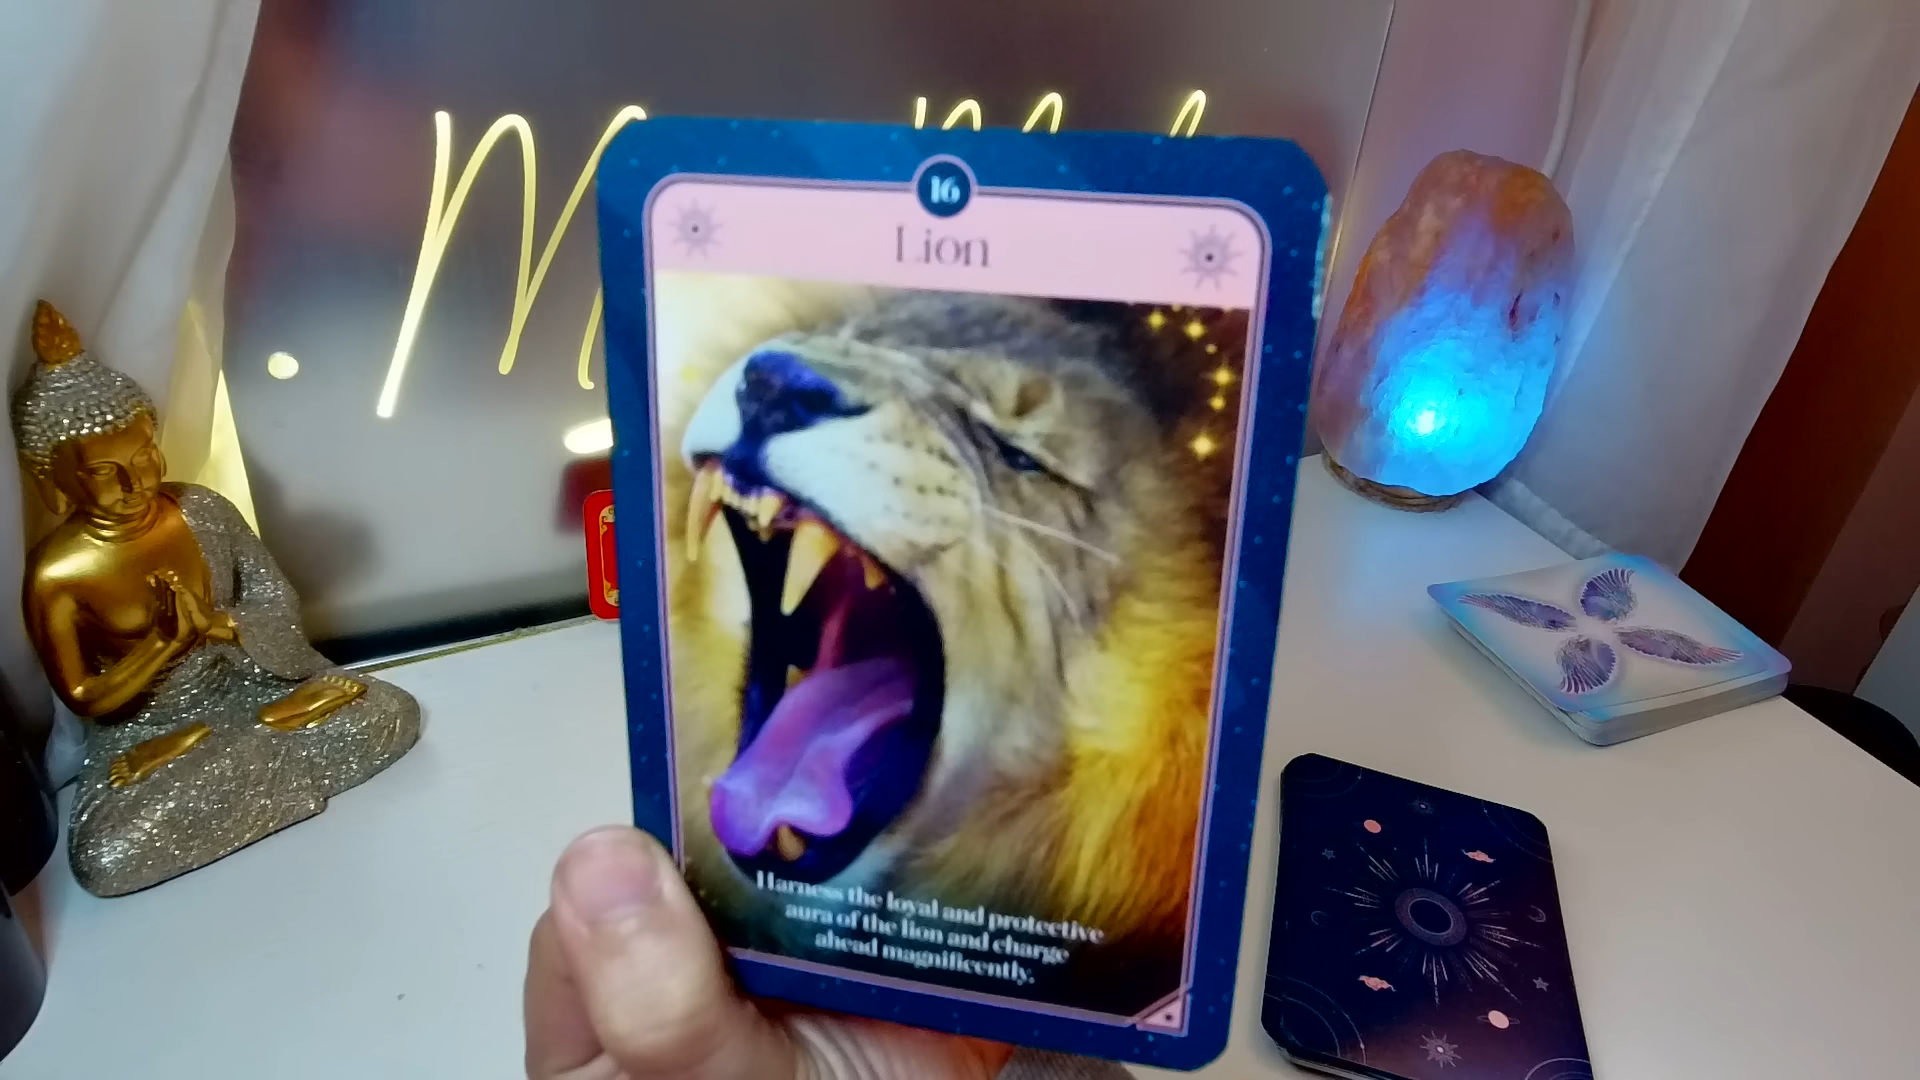 16
Lion
Harness the loyal and protective
aura of the lion and charge
ahead magnificently.